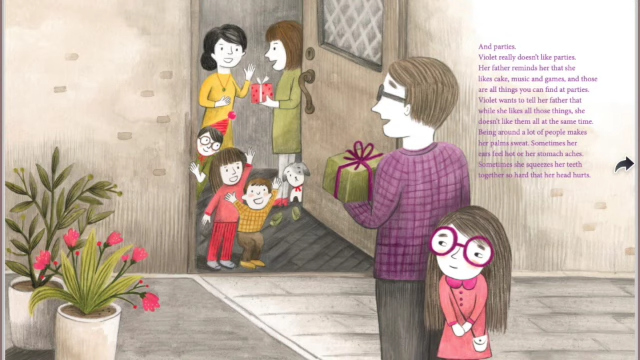 And parties.
Violet really doesn't like parties.
Her father reminds her that she
likes cake, music and games, and those
are all things you can find at parties.
Violet wants to tell her father that
while she likes all those things, she
doesn't like them all at the same time.
Being around a lot of people makes
her palms sweat. Sometimes her
ears feel hot or her stomach aches.
Sometimes she squeezes her teeth
together so hard that her head hurts.